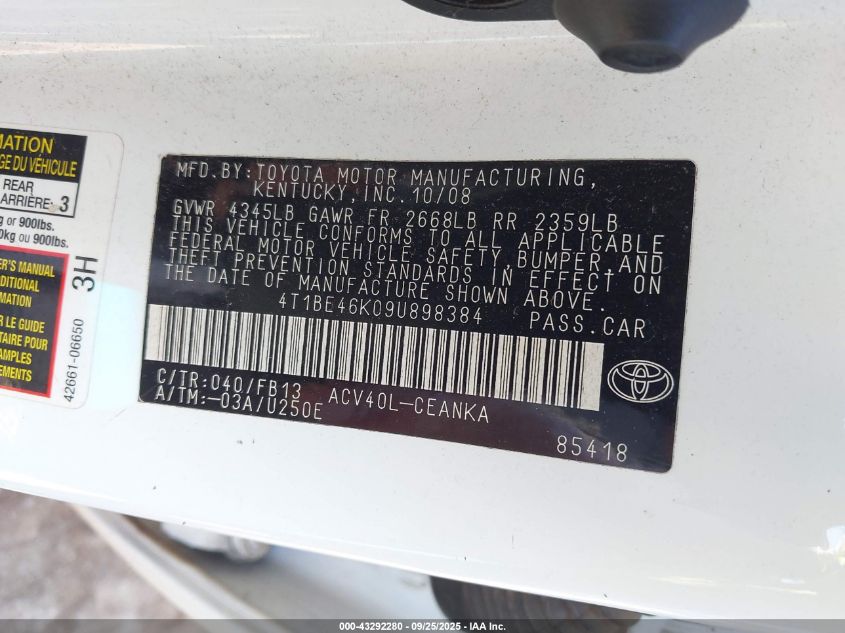 MATION
GE DU VÉHICULE
REAR
ARRIÈRE 3
g or 900lbs.
0kg ou 900lbs.
ER'S MANUAL
DDITIONAL
RMATION
R LE GUIDE
TAIRE POUR
AMPLES
MENTS
3H
42661-06650
MFD. BY: TOYOTA MOTOR MANUFACTURING,
KENTUCKY, INC. 10/08
GVWR 4345LB GAWR FR 2668LB RR 2359LB
THIS VEHICLE CONFORMS TO ALL APPLICABLE
FEDERAL MOTOR VEHICLE SAFETY, BUMPER, AND
THEFT PREVENTION STANDARDS IN EFFECT ON
THE DATE OF MANUFACTURE SHOWN ABOVE.
4T1BE46K09U898384 PASS.CAR
C/TR:040/FB13 ACV40L-CEANKA
A/TM:-03A/U250E
85418
000-43292280 - 09/25/2025 - IAA Inc.